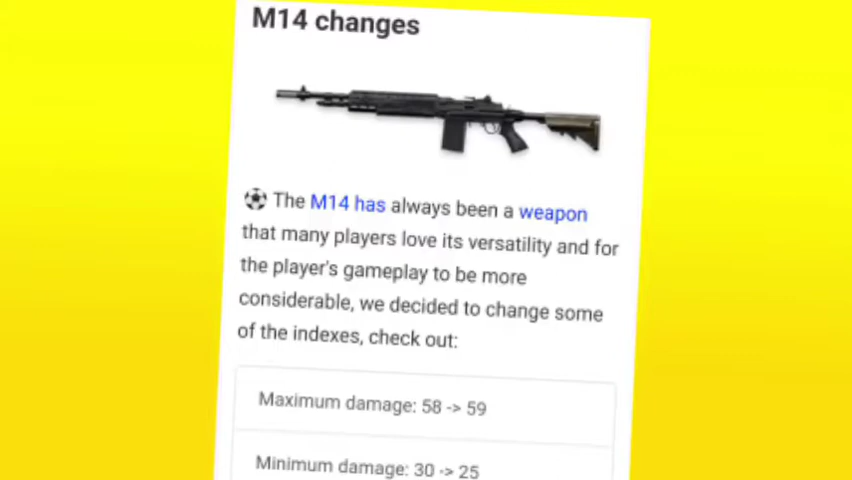 M14 changes
⚽ The M14 has always been a weapon
that many players love its versatility and for
the player's gameplay to be more
considerable, we decided to change some
of the indexes, check out:
Maximum damage: 58 -> 59
Minimum damage: 30 -> 25